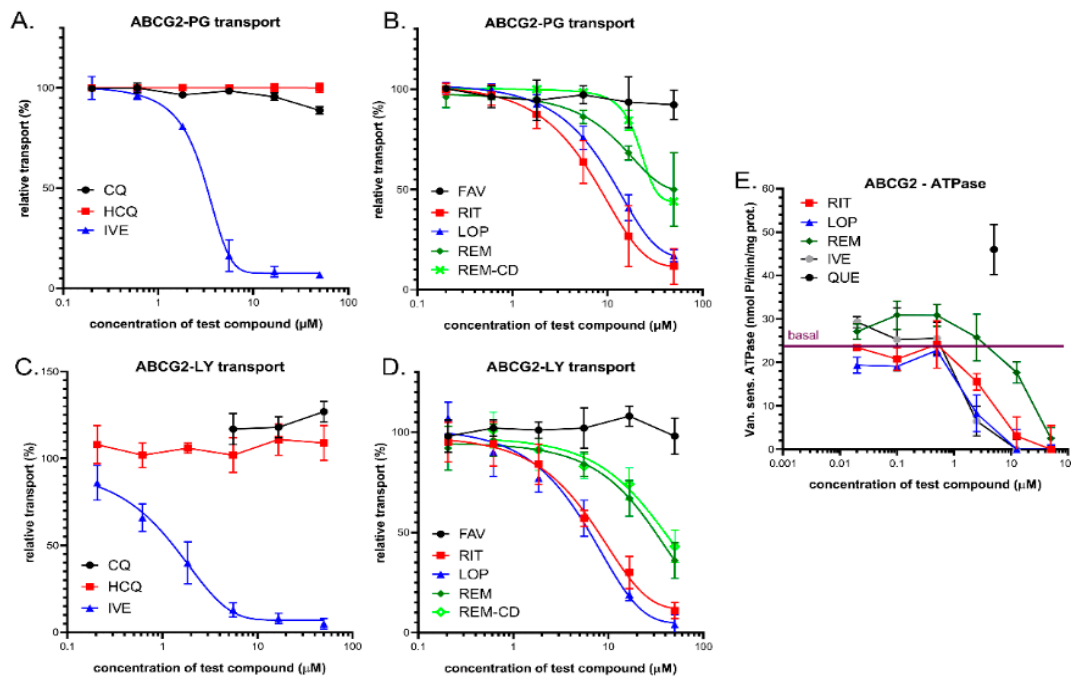 A.
ABCG2-PG transport
relative transport (%)
100
50
0
CQ
HCQ
IVE
0.1
1
10
100
concentration of test compound (µM)
B.
ABCG2-PG transport
relative transport (%)
100
50
0
FAV
RIT
LOP
REM
REM-CD
0.1
1
10
100
concentration of test compound (µM)
C.
ABCG2-LY transport
relative transport (%)
150
100
50
0
CQ
HCQ
IVE
0.1
1
10
100
concentration of test compound (µM)
D.
ABCG2-LY transport
relative transport (%)
100
50
0
FAV
RIT
LOP
REM
REM-CD
0.1
1
10
100
concentration of test compound (µM)
E.
ABCG2 - ATPase
Van. sens. ATPase (nmol Pi/min/mg prot.)
60
50
40
30
20
10
0
RIT
LOP
REM
IVE
QUE
basal
0.001
0.01
0.1
1
10
100
concentration of test compound (µM)